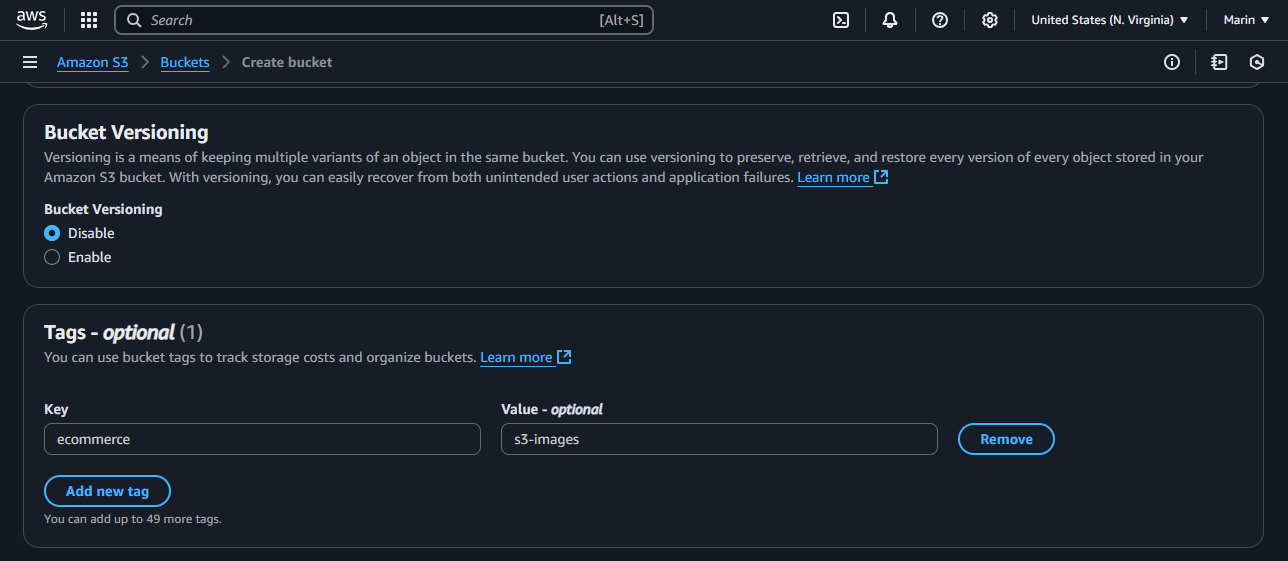 aws
Search [Alt+S]
United States (N. Virginia)
Marin
Amazon S3
Buckets
Create bucket
Bucket Versioning
Versioning is a means of keeping multiple variants of an object in the same bucket. You can use versioning to preserve, retrieve, and restore every version of every object stored in your
Amazon S3 bucket. With versioning, you can easily recover from both unintended user actions and application failures. Learn more
Bucket Versioning
Disable
Enable
Tags - optional (1)
You can use bucket tags to track storage costs and organize buckets. Learn more
Key
Value - optional
ecommerce
s3-images
Remove
Add new tag
You can add up to 49 more tags.